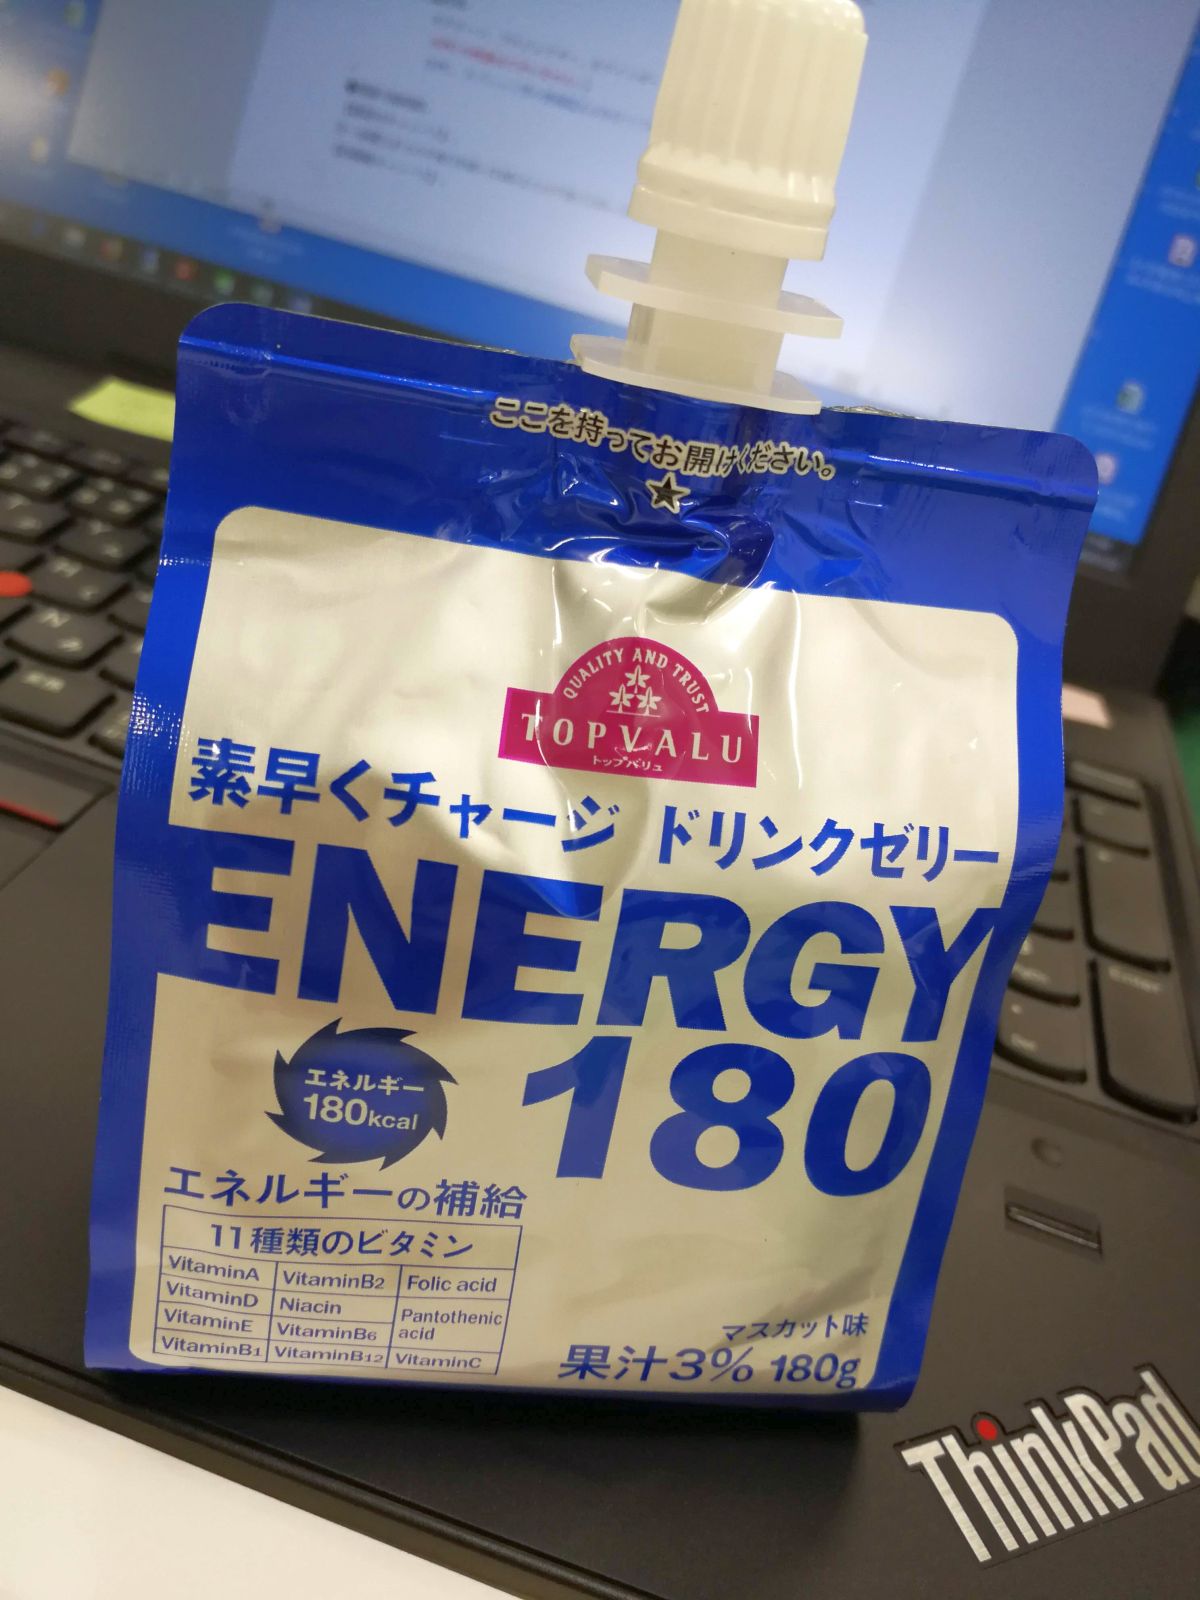 ここを持ってお開けください。
★
QUALITY AND TRUST
TOPVALU
トップバリュ
素早くチャージ ドリンクゼリー
ENERGY
180
エネルギー
180kcal
エネルギーの補給
11種類のビタミン
VitaminA VitaminB2 Folic acid
VitaminD Niacin Pantothenic acid
VitaminE VitaminB6
VitaminB1 VitaminB12 VitaminC
マスカット味
果汁3% 180g
ThinkPad
Enter